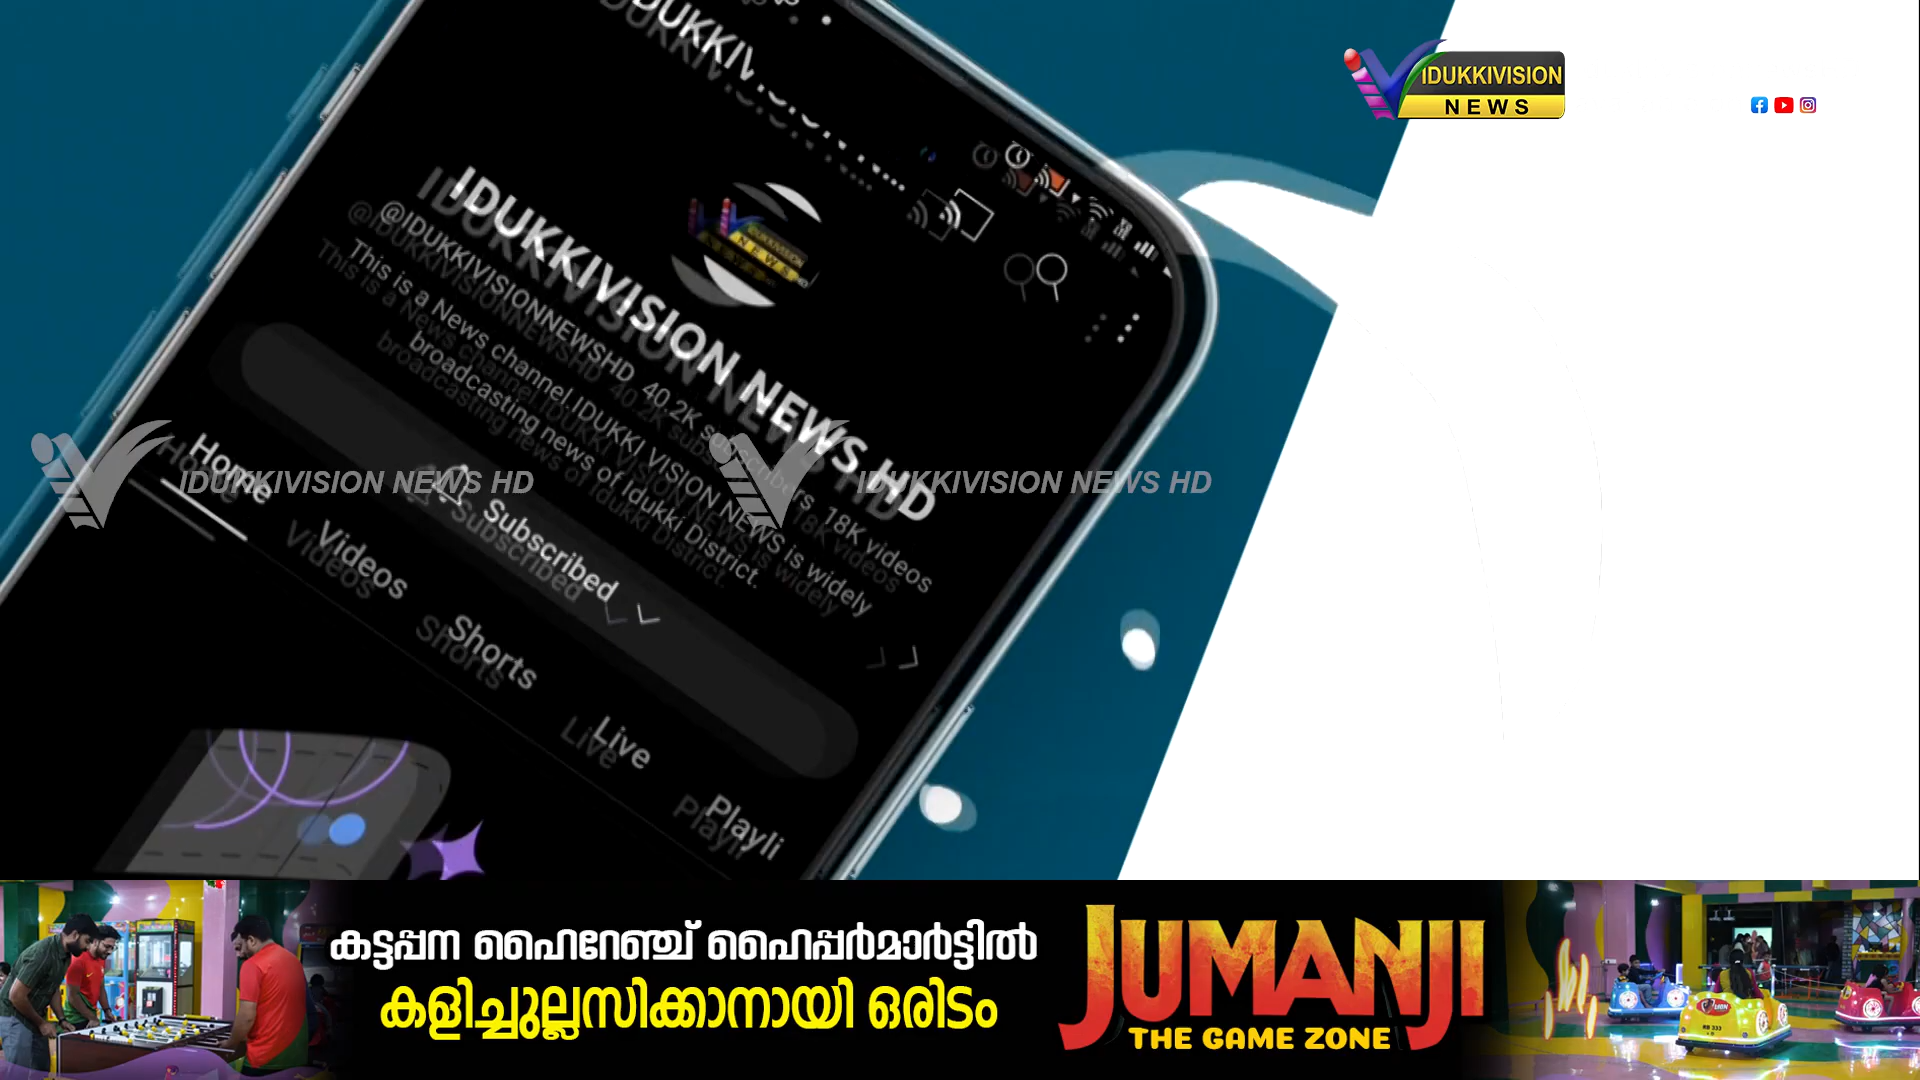 IDUKKIVISION
NEWS
IDUKKIV
IDUKKIVISION NEWS HD
@IDUKKIVISIONNEWSHD 40.2K subscribers 18K videos
This is a News channel.IDUKKI VISION NEWS is widely
broadcasting news of Idukki District.
Subscribed
Home
Videos
Shorts
Live
Playli
IDUKKIVISION NEWS HD
IDUKKIVISION NEWS HD
കട്ടപ്പന ഹൈറേഞ്ച് ഹൈപ്പർമാർട്ടിൽ
കളിച്ചുല്ലസിക്കാനായി ഒരിടം
JUMANJI
THE GAME ZONE